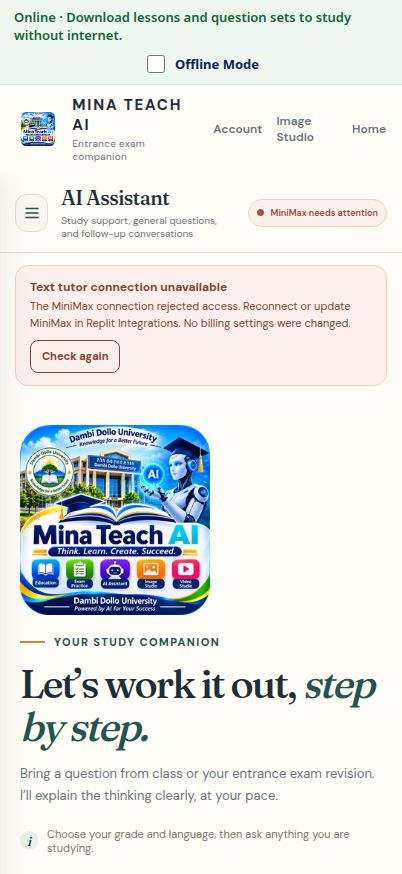 Online · Download lessons and question sets to study
without internet.
Offline Mode
MINA TEACH
AI
Entrance exam
companion
Account
Image
Studio
Home
AI Assistant
Study support, general questions,
and follow-up conversations
MiniMax needs attention
Text tutor connection unavailable
The MiniMax connection rejected access. Reconnect or update
MiniMax in Replit Integrations. No billing settings were changed.
Check again
Dambi Dollo University
Knowledge for a Better Future
Dambi Dollo University
AI
Mina Teach AI
Think. Learn. Create. Succeed.
Education
Exam
Practice
AI Assistant
Image
Studio
Video
Studio
Dambi Dollo University
Powered by AI for Your Success
YOUR STUDY COMPANION
Let’s work it out, step
by step.
Bring a question from class or your entrance exam revision.
I’ll explain the thinking clearly, at your pace.
i
Choose your grade and language, then ask anything you are
studying.